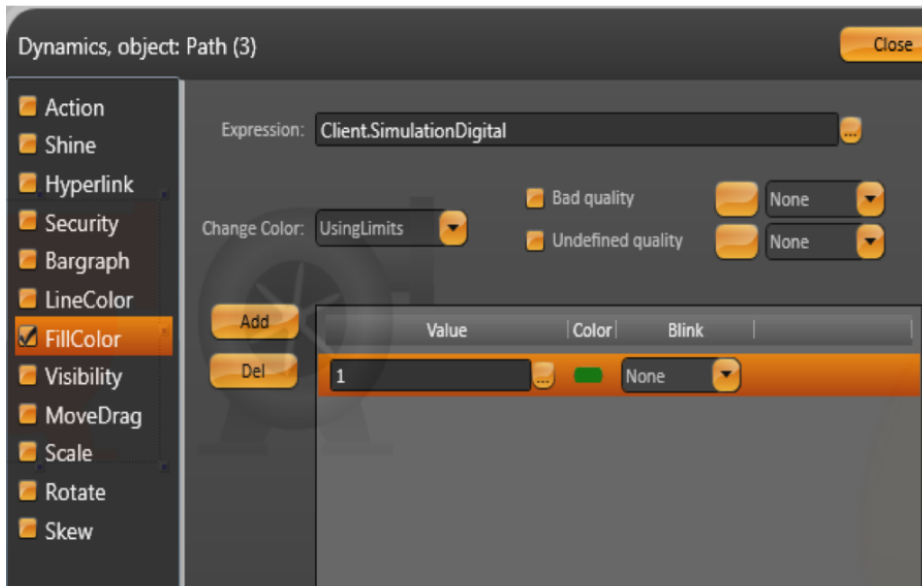 Dynamics, object: Path (3)
Close
Action
Shine
Hyperlink
Security
Bargraph
LineColor
FillColor
Visibility
MoveDrag
Scale
Rotate
Skew
Expression: Client.SimulationDigital ...
Change Color: UsingLimits
Bad quality None
Undefined quality None
Add
Del
Value Color Blink
1 ... None